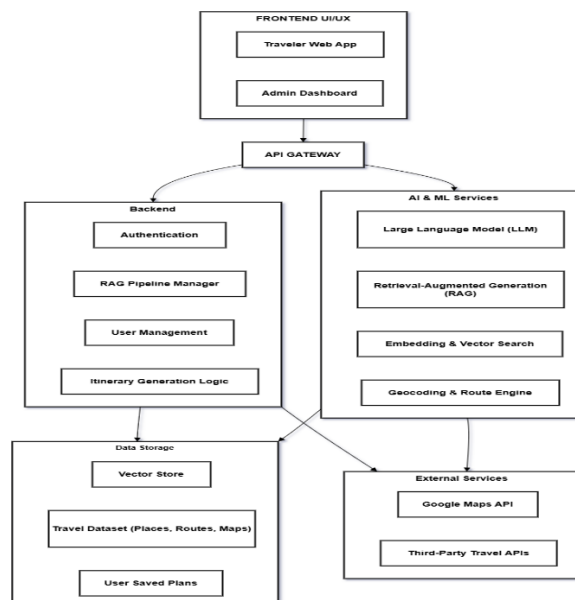 FRONTEND UI/UX
Traveler Web App
Admin Dashboard
API GATEWAY
Backend
Authentication
RAG Pipeline Manager
User Management
Itinerary Generation Logic
AI & ML Services
Large Language Model (LLM)
Retrieval-Augmented Generation
(RAG)
Embedding & Vector Search
Geocoding & Route Engine
Data Storage
Vector Store
Travel Dataset (Places, Routes, Maps)
User Saved Plans
External Services
Google Maps API
Third-Party Travel APIs